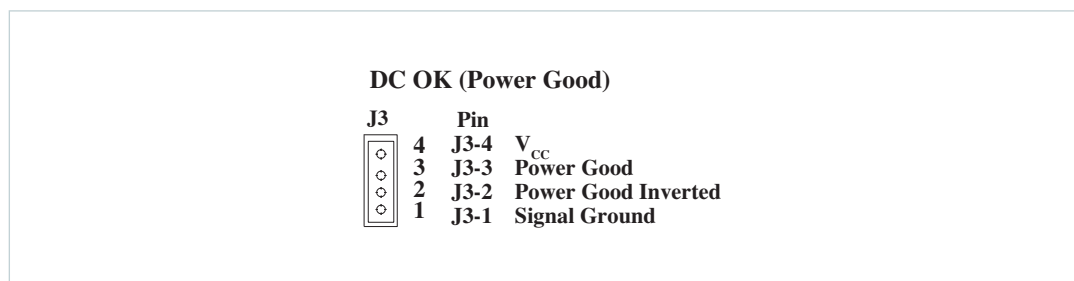 DC OK (Power Good)
J3 Pin
4 J3-4 VCC
3 J3-3 Power Good
2 J3-2 Power Good Inverted
1 J3-1 Signal Ground